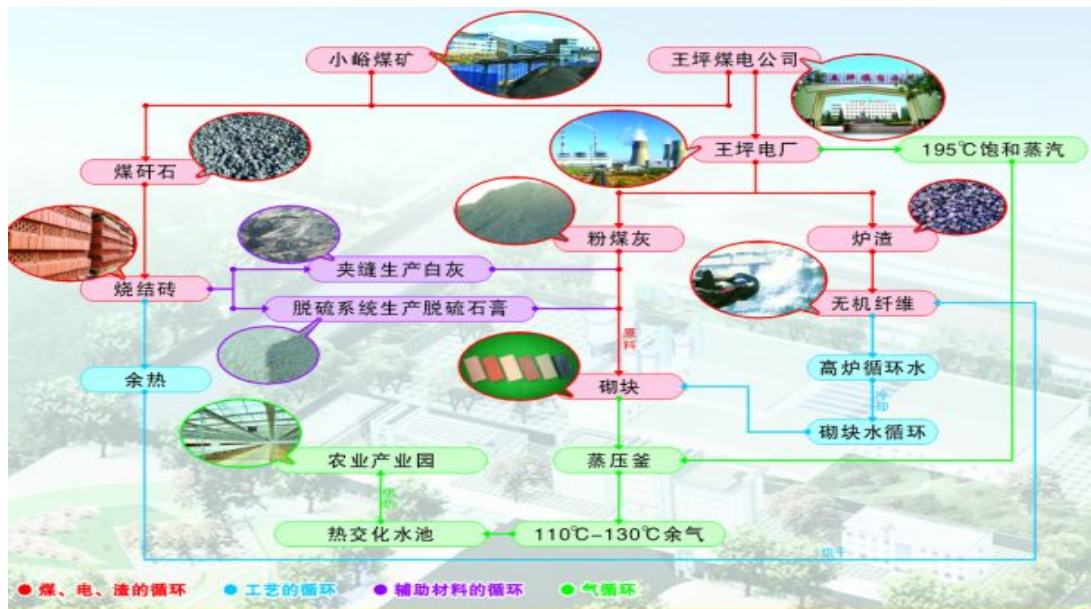 小峪煤矿
王坪煤电公司
王坪电厂
195℃饱和蒸汽
煤矸石
粉煤灰
炉渣
夹缝生产白灰
烧结砖
脱硫系统生产脱硫石膏
无机纤维
原料
余热
砌块
高炉循环水
冷却
砌块水循环
农业产业园
蒸压釜
供热
热交化水池
110℃-130℃余气
烘干
煤、电、渣的循环
工艺的循环
辅助材料的循环
气循环